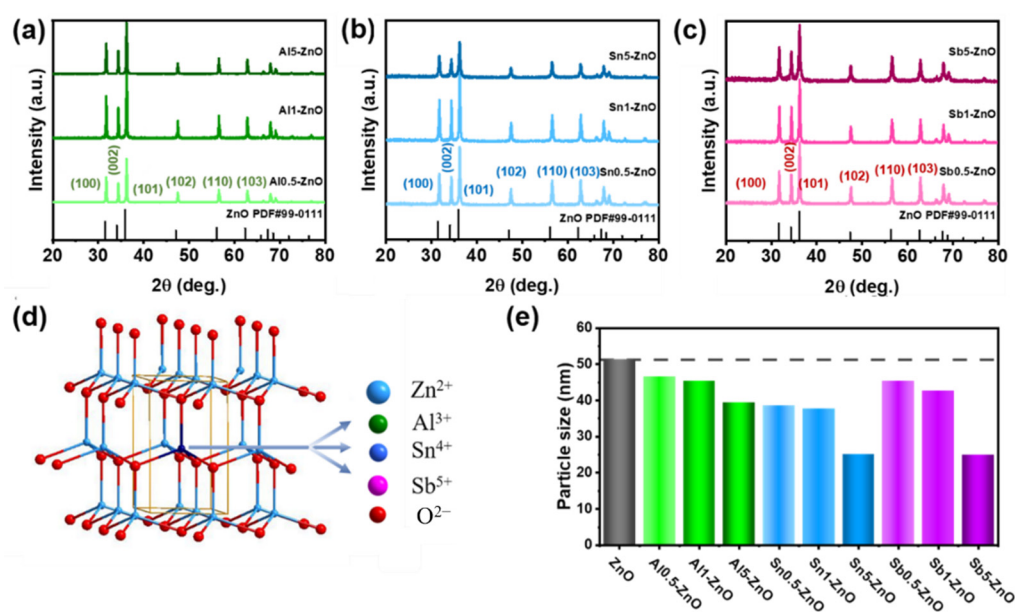 (a)
Intensity (a.u.)
Al5-ZnO
Al1-ZnO
(002)
(100)
(101)
(102)
(110)
(103)
Al0.5-ZnO
ZnO PDF#99-0111
20 30 40 50 60 70 80
2θ (deg.)
(b)
Intensity (a.u.)
Sn5-ZnO
Sn1-ZnO
(002)
(100)
(101)
(102)
(110)
(103)
Sn0.5-ZnO
ZnO PDF#99-0111
20 30 40 50 60 70 80
2θ (deg.)
(c)
Intensity (a.u.)
Sb5-ZnO
Sb1-ZnO
(002)
(100)
(101)
(102)
(110)
(103)
Sb0.5-ZnO
ZnO PDF#99-0111
20 30 40 50 60 70 80
2θ (deg.)
(d)
Zn²⁺
Al³⁺
Sn⁴⁺
Sb⁵⁺
O²⁻
(e)
Particle size (nm)
60
50
40
30
20
10
0
ZnO
Al0.5-ZnO
Al1-ZnO
Al5-ZnO
Sn0.5-ZnO
Sn1-ZnO
Sn5-ZnO
Sb0.5-ZnO
Sb1-ZnO
Sb5-ZnO